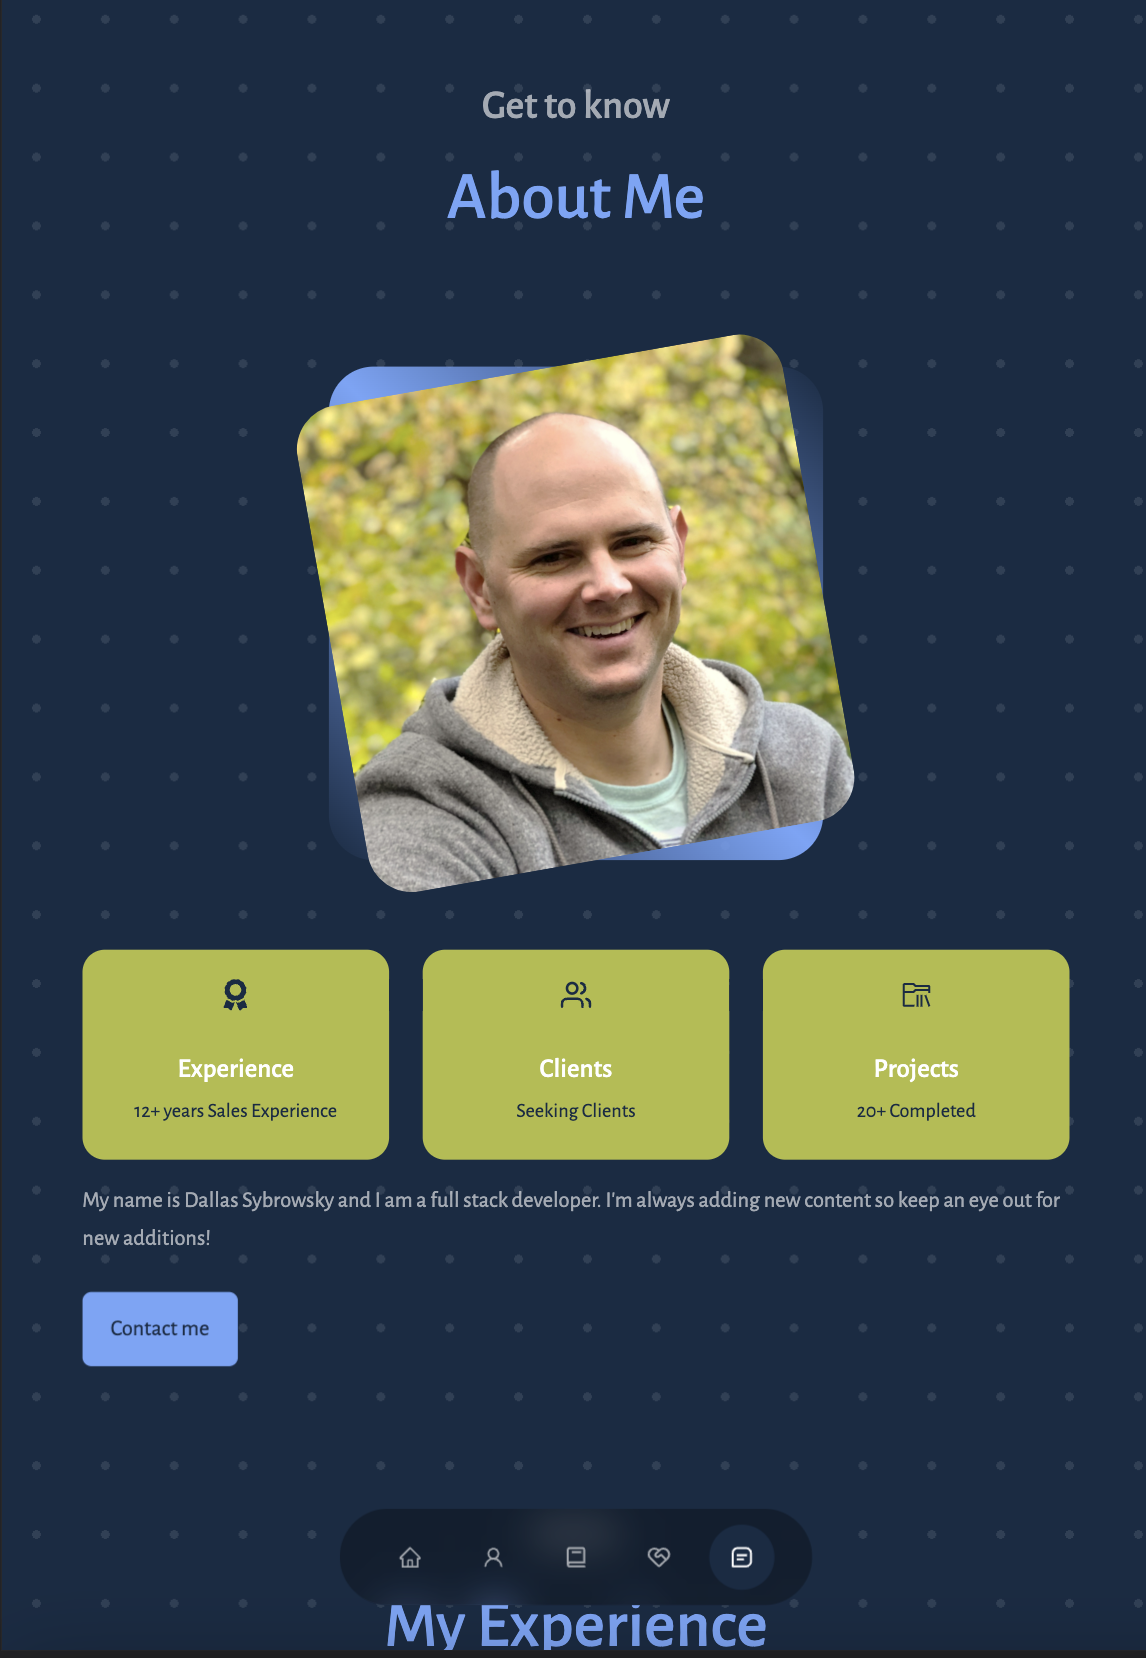 Get to know
About Me
Experience
12+ years Sales Experience
Clients
Seeking Clients
Projects
20+ Completed
My name is Dallas Sybrowsky and I am a full stack developer. I'm always adding new content so keep an eye out for
new additions!
Contact me
My Experience